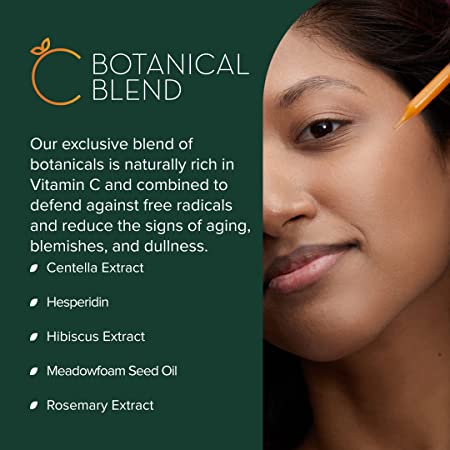 C BOTANICAL
BLEND
Our exclusive blend of
botanicals is naturally rich in
Vitamin C and combined to
defend against free radicals
and reduce the signs of aging,
blemishes, and dullness.
Centella Extract
Hesperidin
Hibiscus Extract
Meadowfoam Seed Oil
Rosemary Extract